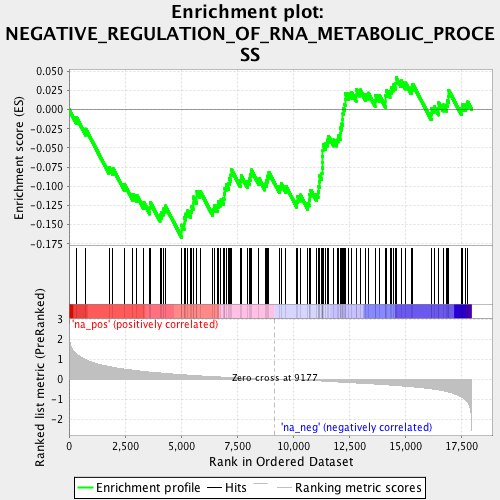 Enrichment plot:
NEGATIVE_REGULATION_OF_RNA_METABOLIC_PROCE
SS
Enrichment score (ES)
0.050
0.025
0.000
-0.025
-0.050
-0.075
-0.100
-0.125
-0.150
-0.175
'na_pos' (positively correlated)
Ranked list metric (PreRanked)
3
2
1
0
-1
-2
Zero cross at 9177
'na_neg' (negatively correlated)
0
2,500
5,000
7,500
10,000
12,500
15,000
17,500
Rank in Ordered Dataset
Enrichment profile
Hits
Ranking metric scores